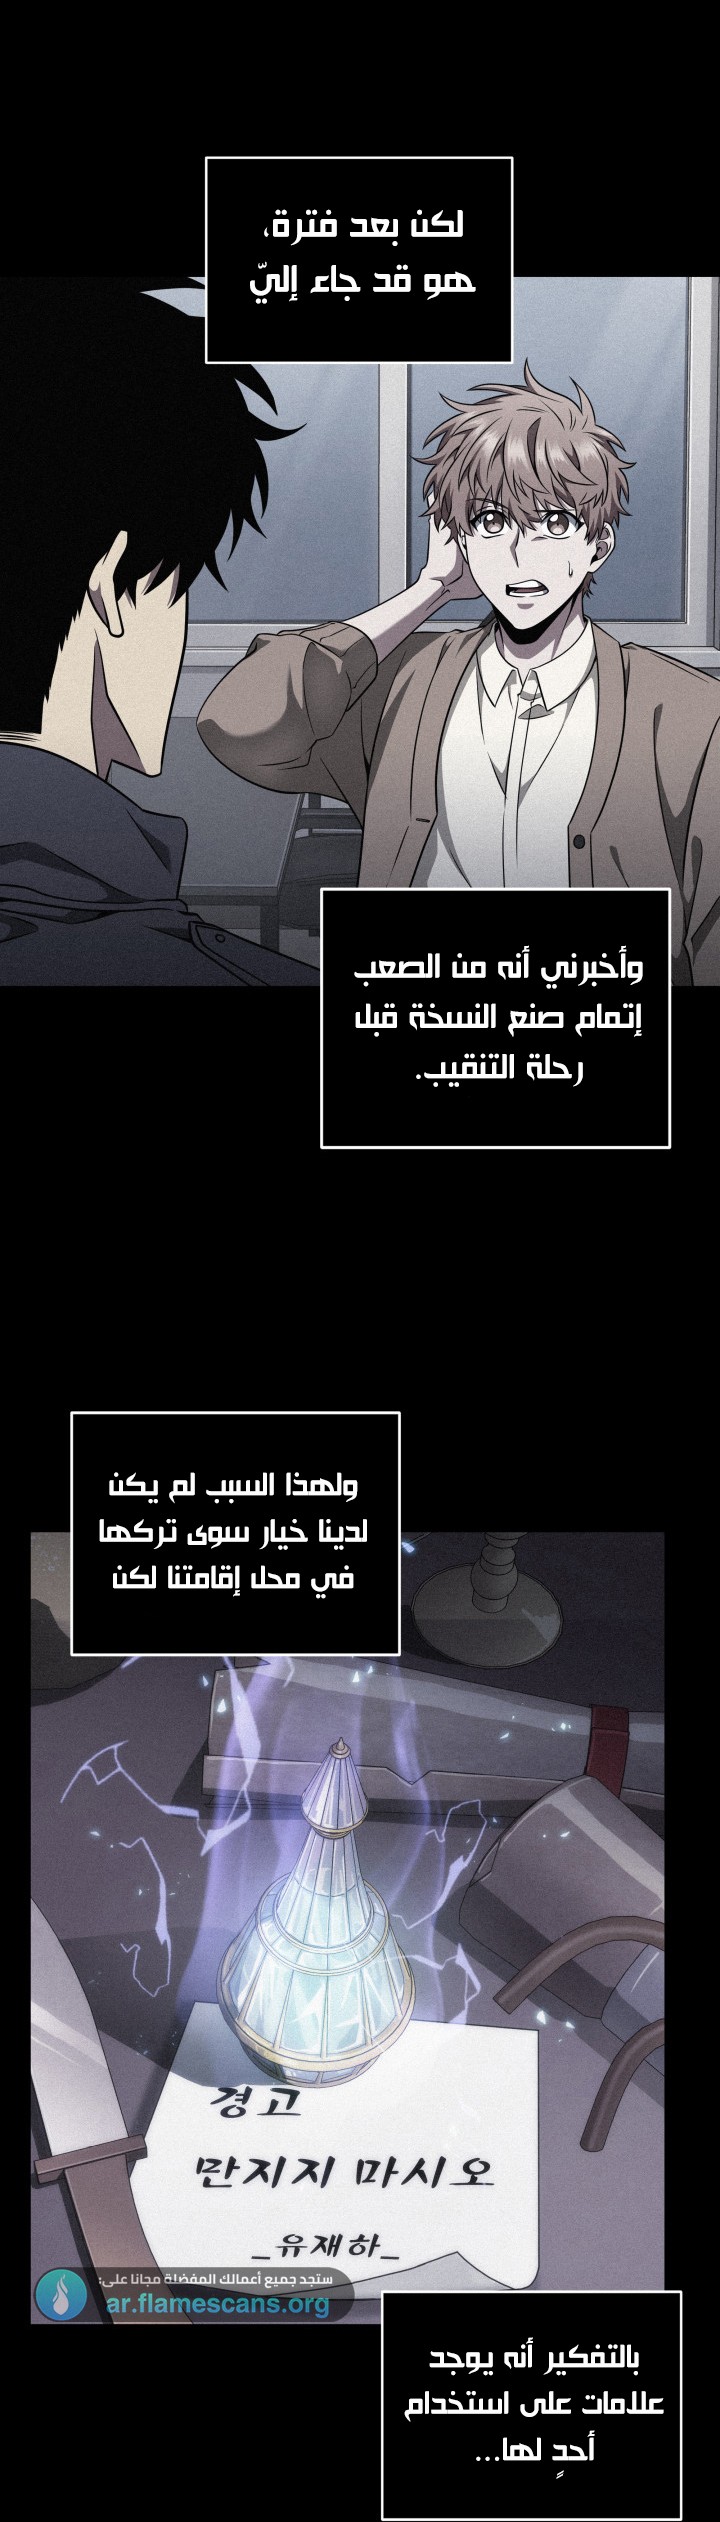 لكن بعد فترة،
هو قد جاء إليّ
وأخبرني أنه من الصعب
إتمام صنع النسخة قبل
رحلة التنقيب.
ولهذا السبب لم يكن
لدينا خيار سوى تركها
في محل إقامتنا لكن
경고
만지지 마시오
_유재하_
ستجد جميع أعمالك المفضلة مجانا على:
ar.flamescans.org
بالتفكير أنه يوجد
علامات على استخدام
أحدٍ لها...